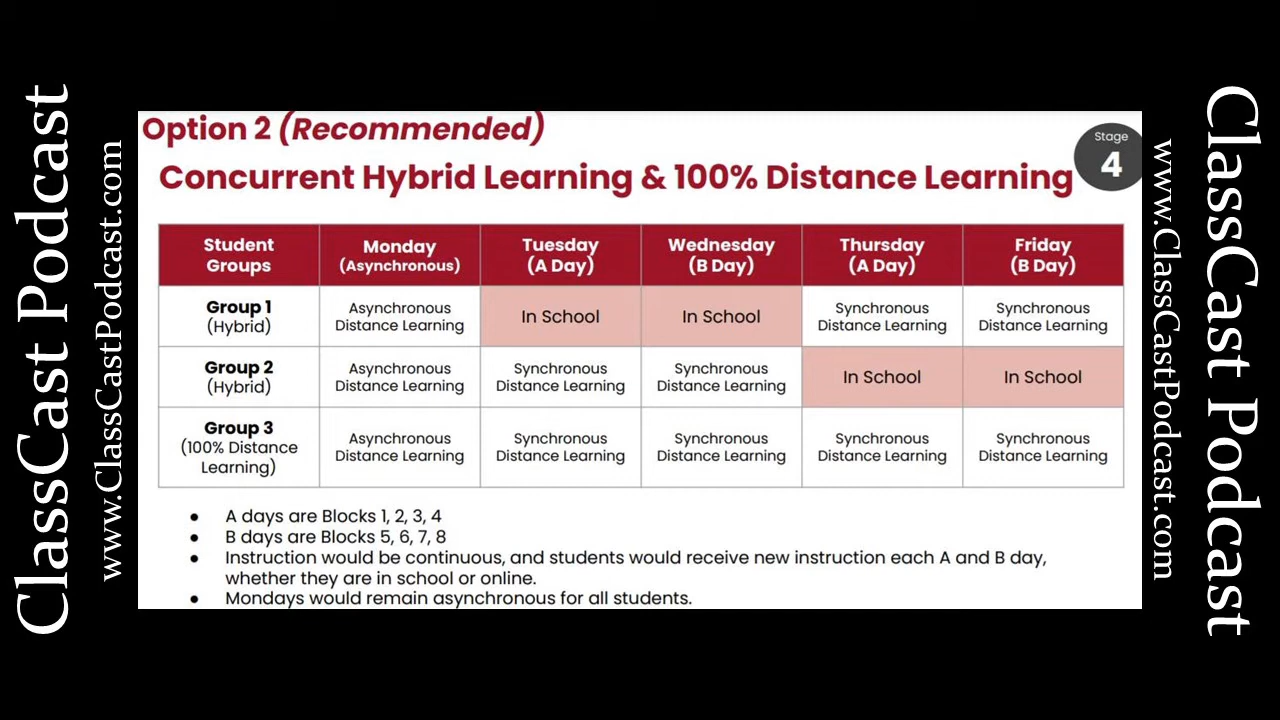 ClassCast Podcast
www.ClassCastPodcast.com
Option 2 (Recommended)
Stage
4
Concurrent Hybrid Learning & 100% Distance Learning
Student
Groups
Monday
(Asynchronous)
Tuesday
(A Day)
Wednesday
(B Day)
Thursday
(A Day)
Friday
(B Day)
Group 1
(Hybrid)
Asynchronous
Distance Learning
In School
In School
Synchronous
Distance Learning
Synchronous
Distance Learning
Group 2
(Hybrid)
Asynchronous
Distance Learning
Synchronous
Distance Learning
Synchronous
Distance Learning
In School
In School
Group 3
(100% Distance
Learning)
Asynchronous
Distance Learning
Synchronous
Distance Learning
Synchronous
Distance Learning
Synchronous
Distance Learning
Synchronous
Distance Learning
● A days are Blocks 1, 2, 3, 4
● B days are Blocks 5, 6, 7, 8
● Instruction would be continuous, and students would receive new instruction each A and B day,
whether they are in school or online.
● Mondays would remain asynchronous for all students.
ClassCast Podcast
www.ClassCastPodcast.com